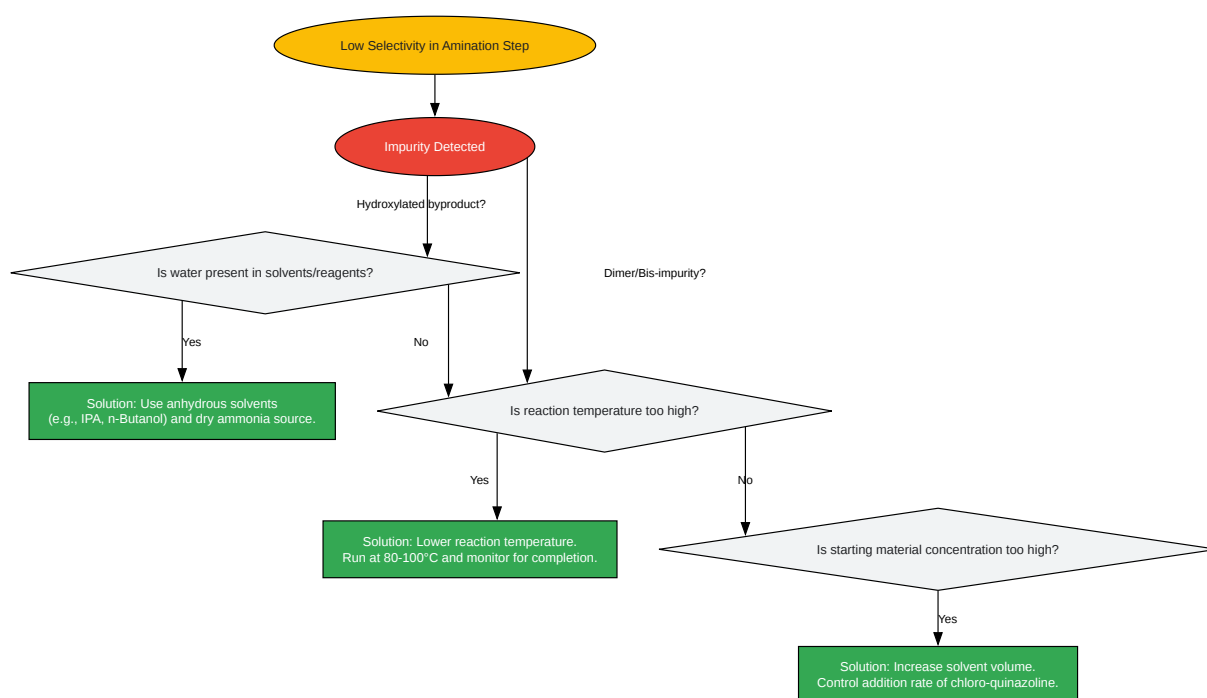 Low Selectivity in Amination Step
Impurity Detected
Hydroxylated byproduct?
Is water present in solvents/reagents?
Dimer/Bis-impurity?
Yes
No
Solution: Use anhydrous solvents
(e.g., IPA, n-Butanol) and dry ammonia source.
Is reaction temperature too high?
Yes
No
Solution: Lower reaction temperature.
Run at 80-100°C and monitor for completion.
Is starting material concentration too high?
Yes
Solution: Increase solvent volume.
Control addition rate of chloro-quinazoline.